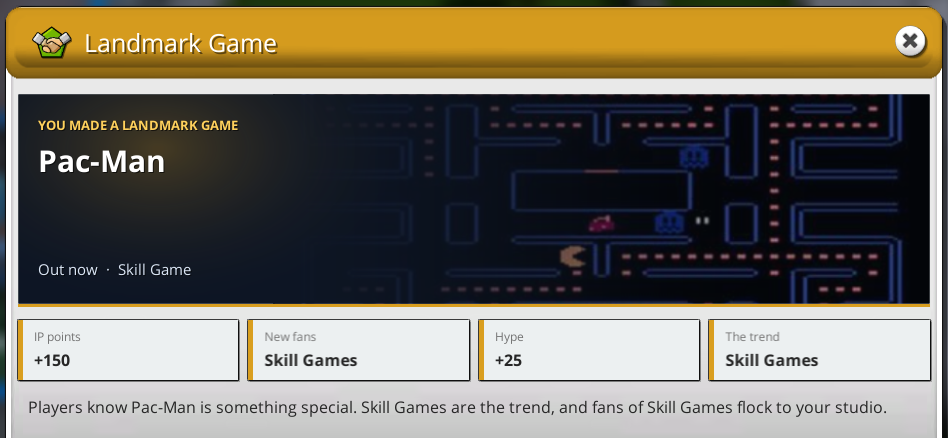 Landmark Game
YOU MADE A LANDMARK GAME
Pac-Man
Out now · Skill Game
IP points
+150
New fans
Skill Games
Hype
+25
The trend
Skill Games
Players know Pac-Man is something special. Skill Games are the trend, and fans of Skill Games flock to your studio.